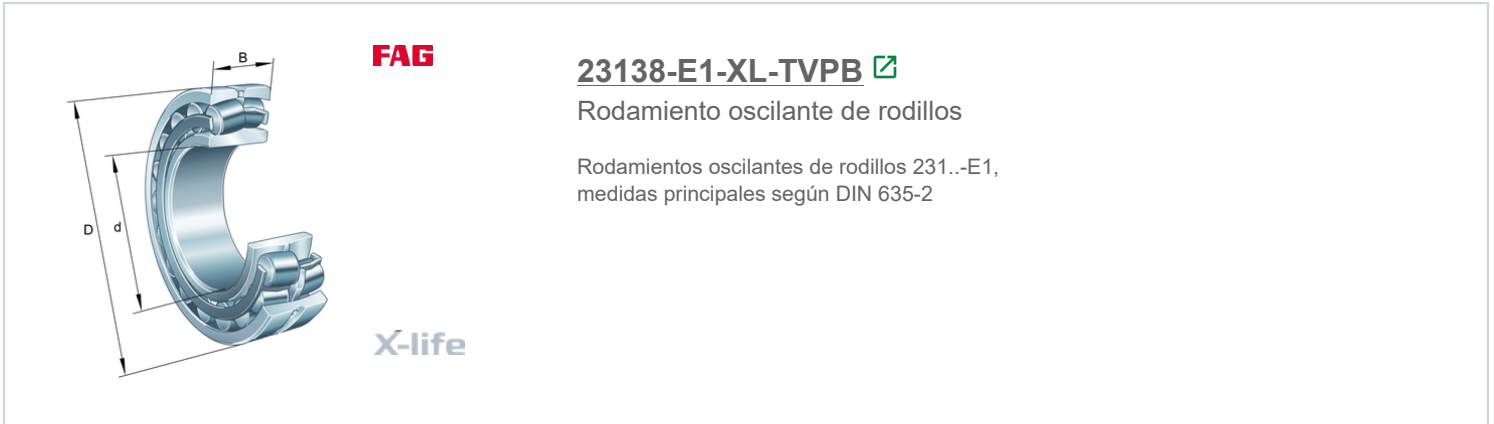 B
D
d
FAG
X-life
23138-E1-XL-TVPB
Rodamiento oscilante de rodillos
Rodamientos oscilantes de rodillos 231..-E1,
medidas principales según DIN 635-2